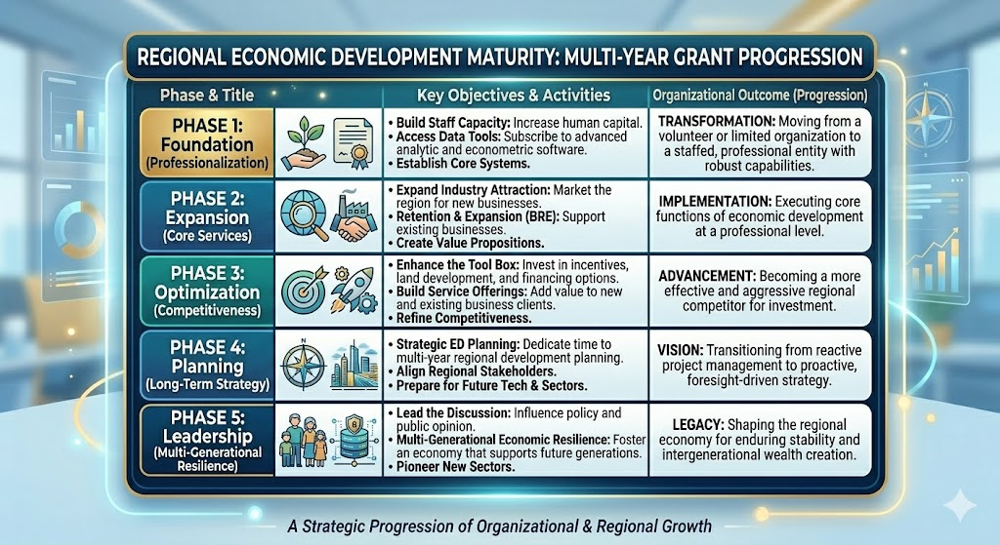 REGIONAL ECONOMIC DEVELOPMENT MATURITY: MULTI-YEAR GRANT PROGRESSION
Phase & Title
Key Objectives & Activities
Organizational Outcome (Progression)
PHASE 1:
Foundation
(Professionalization)
• Build Staff Capacity: Increase human capital.
• Access Data Tools: Subscribe to advanced
analytic and econometric software.
• Establish Core Systems.
TRANSFORMATION: Moving from a
volunteer or limited organization to
a staffed, professional entity with
robust capabilities.
PHASE 2:
Expansion
(Core Services)
• Expand Industry Attraction: Market the
region for new businesses.
• Retention & Expansion (BRE): Support
existing businesses.
• Create Value Propositions.
IMPLEMENTATION: Executing core
functions of economic development
at a professional level.
PHASE 3:
Optimization
(Competitiveness)
• Enhance the Tool Box: Invest in incentives,
land development, and financing options.
• Build Service Offerings: Add value to new
and existing business clients.
• Refine Competitiveness.
ADVANCEMENT: Becoming a more
effective and aggressive regional
competitor for investment.
PHASE 4:
Planning
(Long-Term Strategy)
• Strategic ED Planning: Dedicate time to
multi-year regional development planning.
• Align Regional Stakeholders.
• Prepare for Future Tech & Sectors.
VISION: Transitioning from reactive
project management to proactive,
foresight-driven strategy.
PHASE 5:
Leadership
(Multi-Generational
Resilience)
• Lead the Discussion: Influence policy and
public opinion.
• Multi-Generational Economic Resilience: Foster
an economy that supports future generations.
• Pioneer New Sectors.
LEGACY: Shaping the regional
economy for enduring stability and
intergenerational wealth creation.
A Strategic Progression of Organizational & Regional Growth